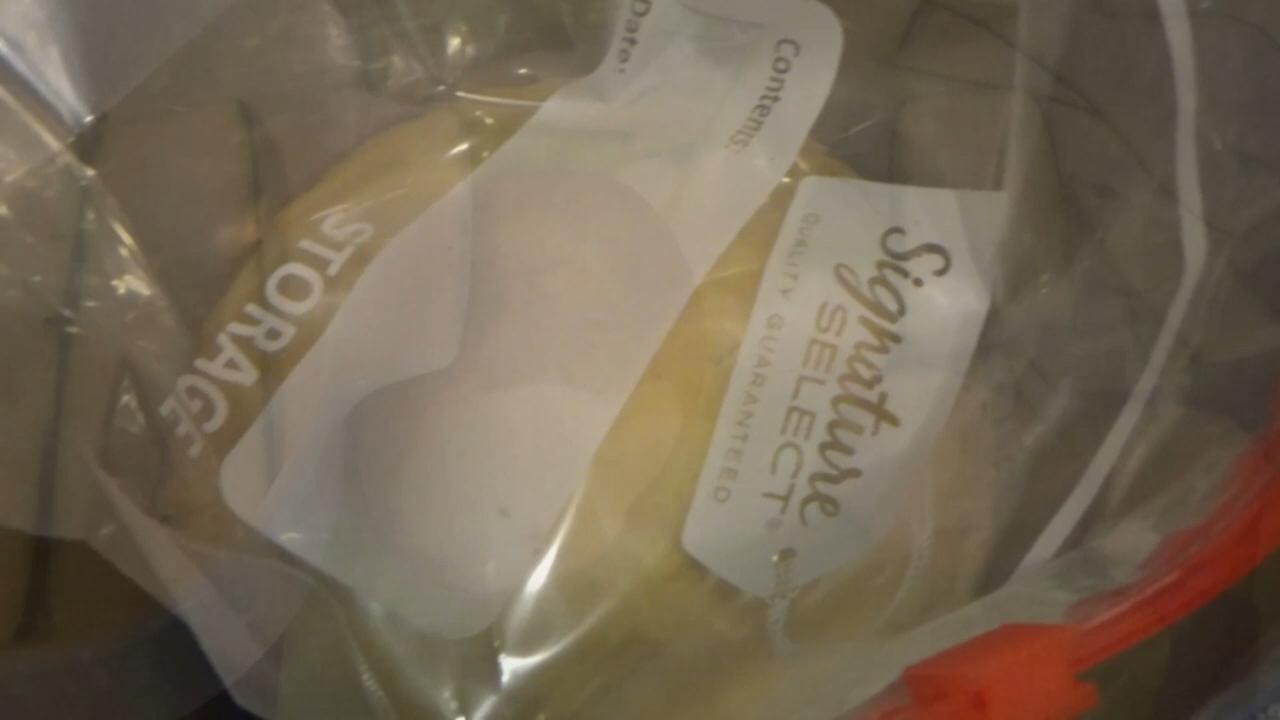 Date:
Contents:
STORAGE
Signature
SELECT®
QUALITY GUARANTEED